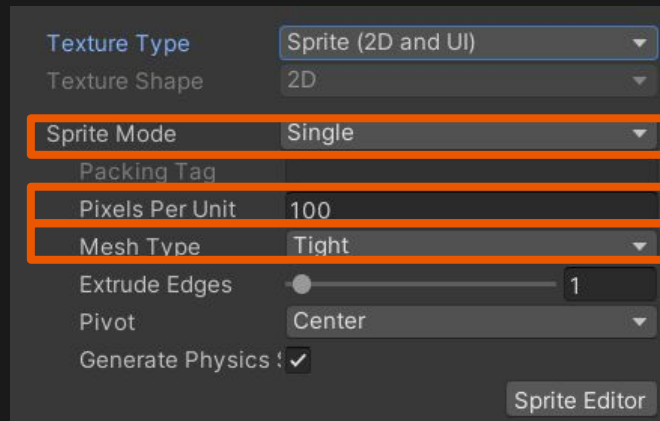 Texture Type Sprite (2D and UI)
Texture Shape 2D
Sprite Mode Single
Packing Tag
Pixels Per Unit 100
Mesh Type Tight
Extrude Edges 1
Pivot Center
Generate Physics
Sprite Editor